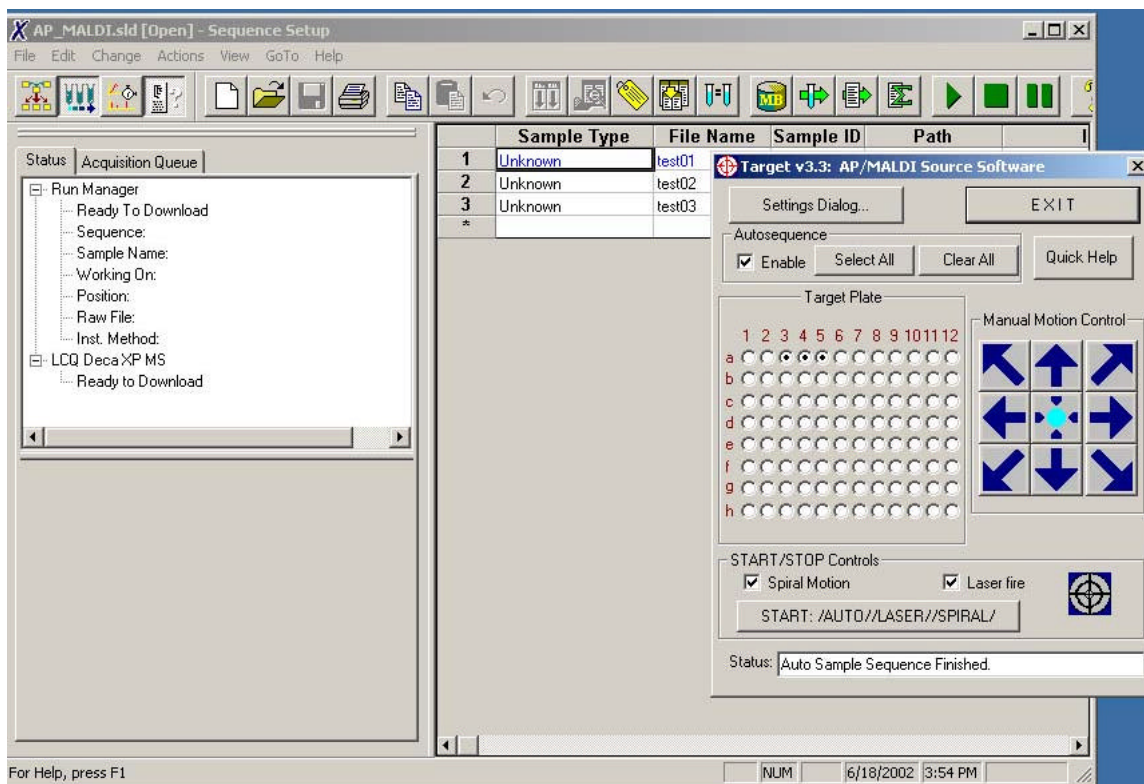 AP_MALDI.sld [Open] - Sequence Setup
File Edit Change Actions View GoTo Help
MB
Status Acquisition Queue
Run Manager
Ready To Download
Sequence:
Sample Name:
Working On:
Position:
Raw File:
Inst. Method:
LCQ Deca XP MS
Ready to Download
Sample Type File Name Sample ID Path
1 Unknown test01
2 Unknown test02
3 Unknown test03
*
Target v3.3: AP/MALDI Source Software
Settings Dialog... EXIT
Autosequence
Enable Select All Clear All Quick Help
Target Plate
Manual Motion Control
1 2 3 4 5 6 7 8 9 10 11 12
a
b
c
d
e
f
g
h
START/STOP Controls
Spiral Motion Laser fire
START: /AUTO//LASER//SPIRAL/
Status: Auto Sample Sequence Finished.
For Help, press F1 NUM 6/18/2002 3:54 PM